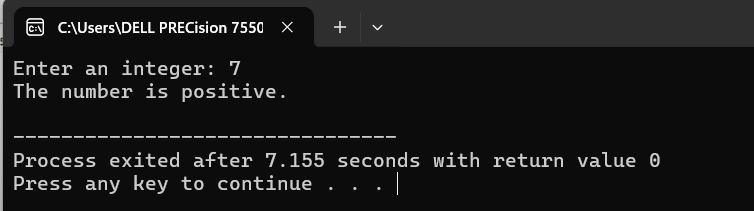 C:\Users\DELL PRECision 7550
Enter an integer: 7
The number is positive.
--------------------------------
Process exited after 7.155 seconds with return value 0
Press any key to continue . . .